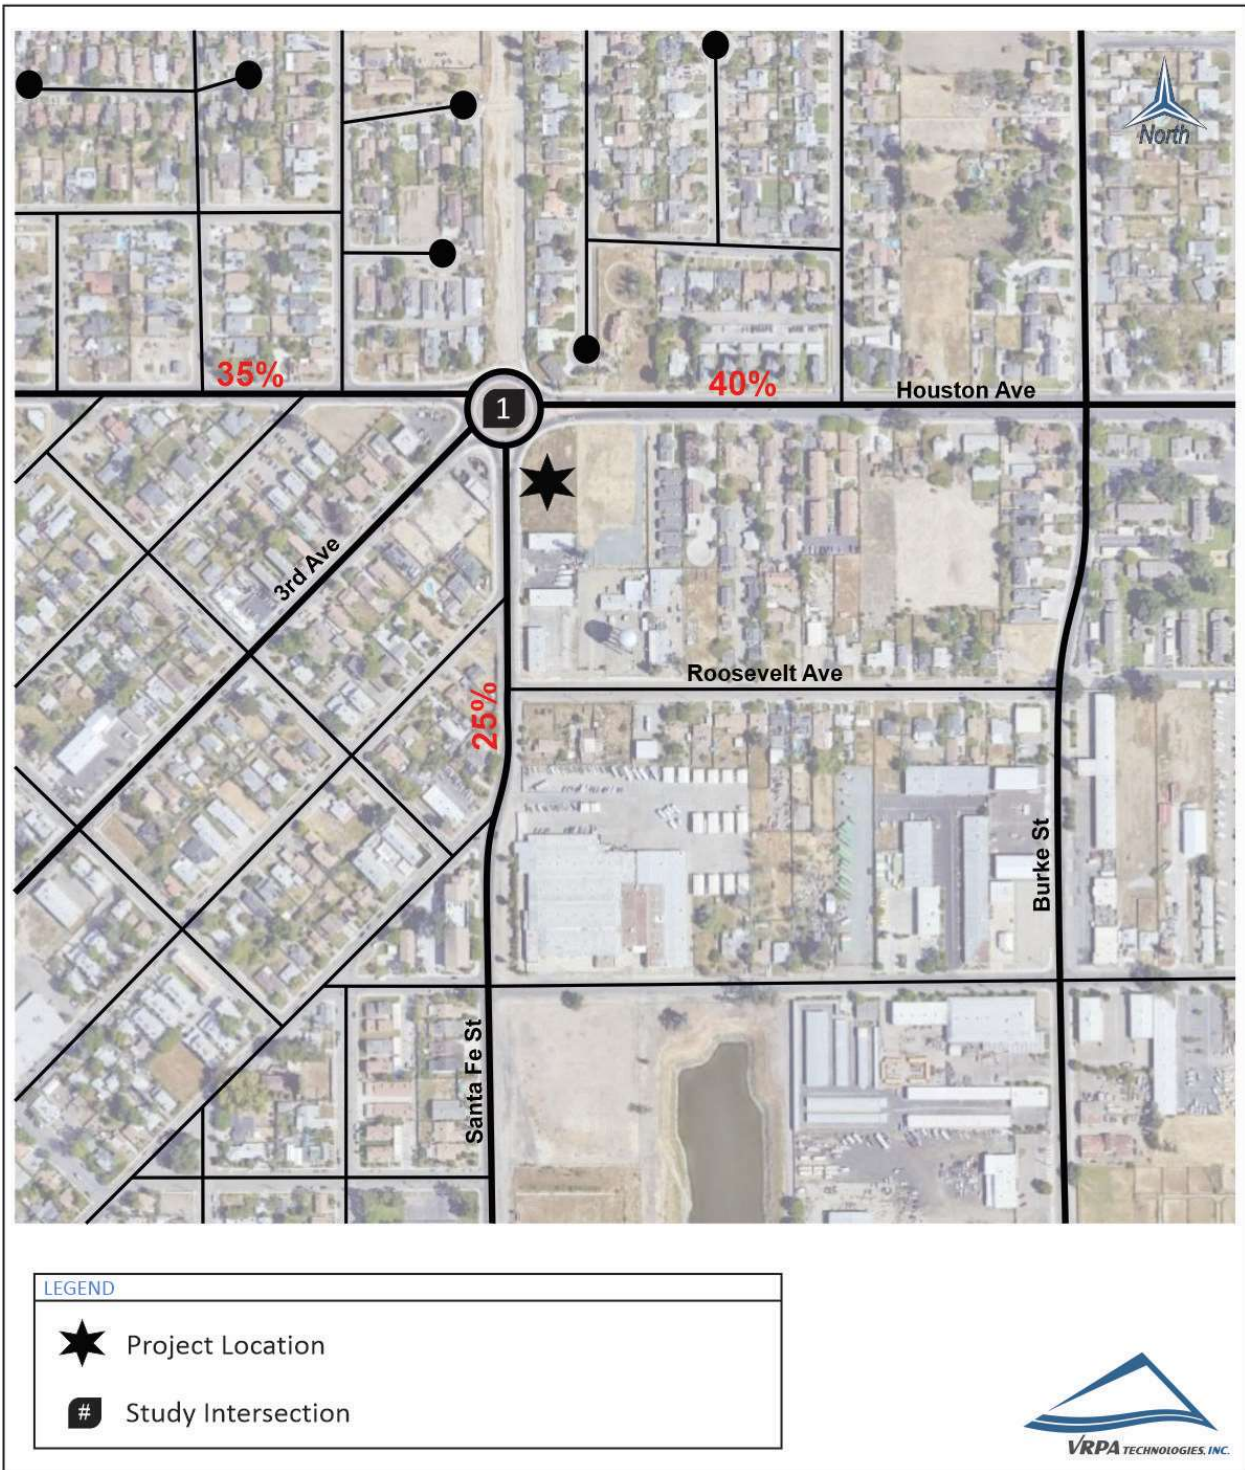 North
35%
40%
Houston Ave
1
3rd Ave
Roosevelt Ave
25%
Burke St
Santa Fe St
LEGEND
Project Location
# Study Intersection
VRPA TECHNOLOGIES, INC.